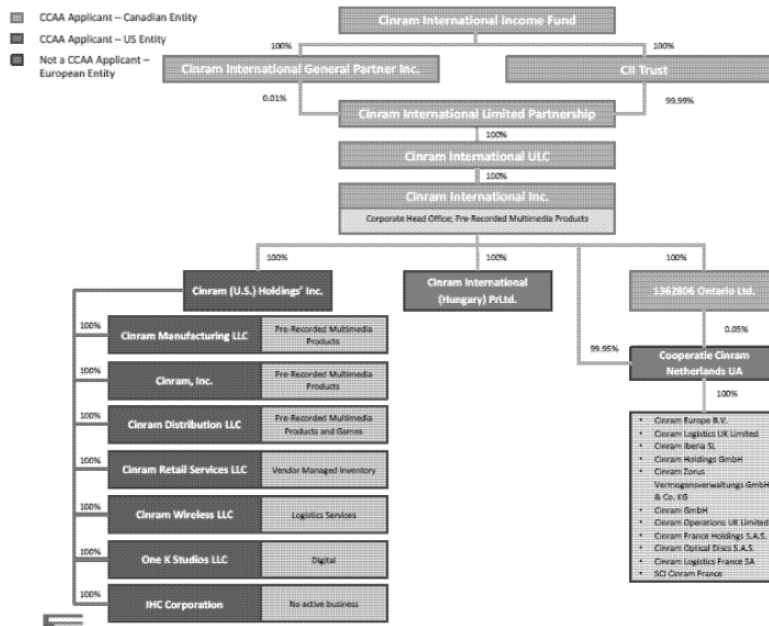 CCAA Applicant – Canadian Entity
CCAA Applicant – US Entity
Not a CCAA Applicant –
European Entity
Cinram International Income Fund
100%
100%
Cinram International General Partner Inc.
CII Trust
0.01%
99.99%
Cinram International Limited Partnership
100%
Cinram International ULC
100%
Cinram International Inc.
Corporate Head Office; Pre-Recorded Multimedia Products
100%
100%
100%
Cinram (U.S.) Holdings' Inc.
Cinram International
(Hungary) PrLtd.
1362806 Ontario Ltd.
0.05%
99.95%
Cooperatie Cinram
Netherlands UA
100%
100%
Cinram Manufacturing LLC
Pre-Recorded Multimedia
Products
100%
Cinram, Inc.
Pre-Recorded Multimedia
Products
100%
Cinram Distribution LLC
Pre-Recorded Multimedia
Products and Games
100%
Cinram Retail Services LLC
Vendor Managed Inventory
100%
Cinram Wireless LLC
Logistics Services
100%
One K Studios LLC
Digital
100%
IHC Corporation
No active business
• Cinram Europe B.V.
• Cinram Logistics UK Limited
• Cinram Iberia SL
• Cinram Holdings GmbH
• Cinram Zorus
Vermogensverwaltungs GmbH
& Co. KG
• Cinram GmbH
• Cinram Operations UK Limited
• Cinram France Holdings S.A.S.
• Cinram Optical Discs S.A.S.
• Cinram Logistics France SA
• SCI Cinram France